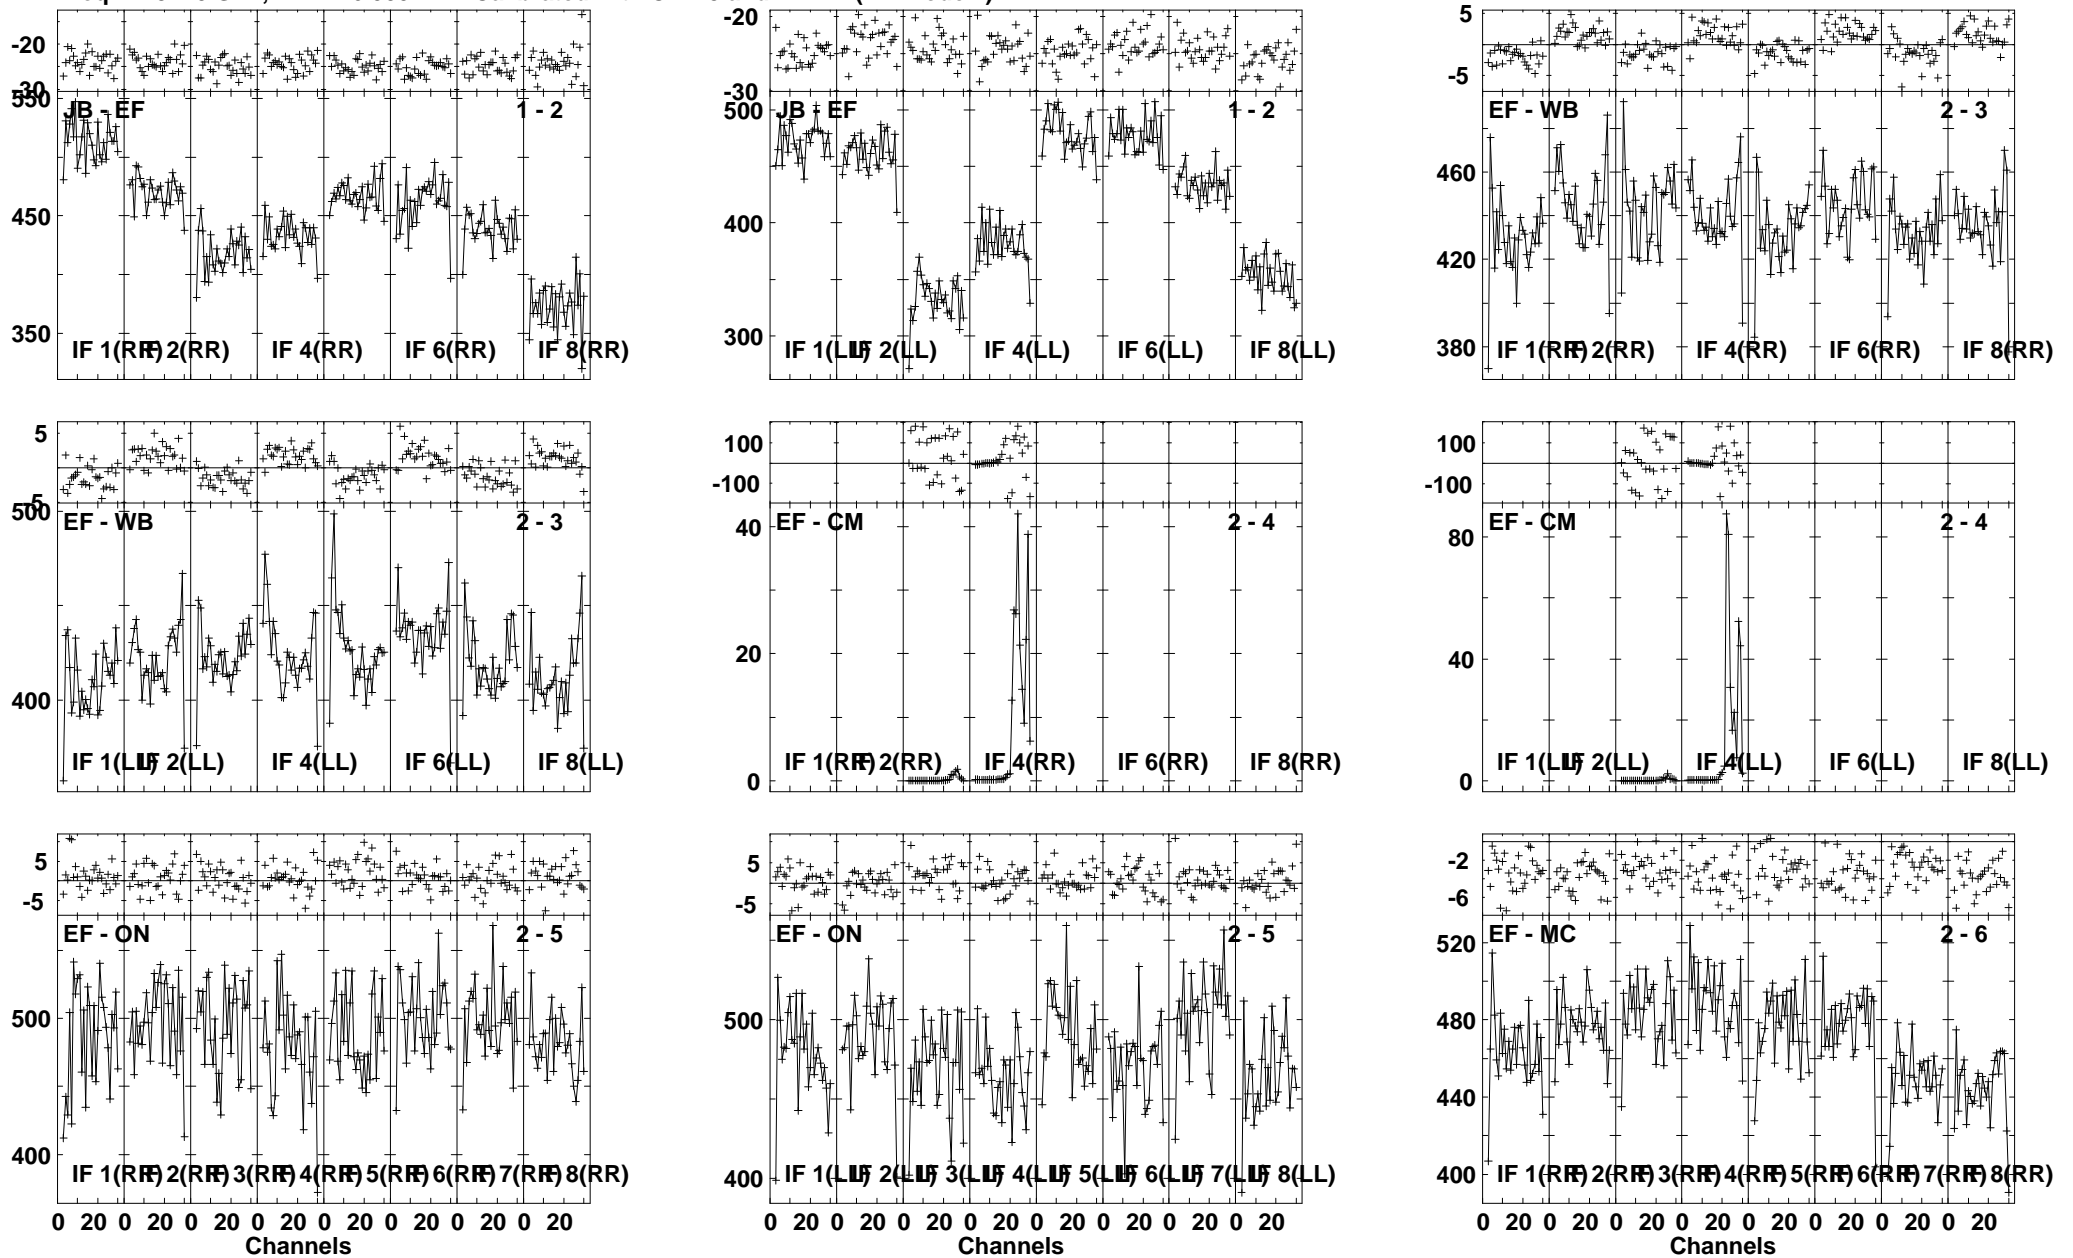 -20
-30
550
450
350
JB - EF 1 - 2
IF 1(RR) IF 2(RR) IF 4(RR) IF 6(RR) IF 8(RR)
-20
-30
500
400
300
JB - EF 1 - 2
IF 1(LL) IF 2(LL) IF 4(LL) IF 6(LL) IF 8(LL)
5
-5
460
420
380
EF - WB 2 - 3
IF 1(RR) IF 2(RR) IF 4(RR) IF 6(RR) IF 8(RR)
5
-5
500
400
EF - WB 2 - 3
IF 1(LL) IF 2(LL) IF 4(LL) IF 6(LL) IF 8(LL)
100
-100
40
20
0
EF - CM 2 - 4
IF 1(RR) IF 2(RR) IF 4(RR) IF 6(RR) IF 8(RR)
100
-100
80
40
0
EF - CM 2 - 4
IF 1(LL) IF 2(LL) IF 4(LL) IF 6(LL) IF 8(LL)
5
-5
500
400
EF - ON 2 - 5
IF 1(RR) IF 2(RR) IF 3(RR) IF 4(RR) IF 5(RR) IF 6(RR) IF 7(RR) IF 8(RR)
0 20 0 20 0 20 0 20 0 20 0 20 0 20 0 20
Channels
5
-5
500
400
EF - ON 2 - 5
IF 1(LL) IF 2(LL) IF 3(LL) IF 4(LL) IF 5(LL) IF 6(LL) IF 7(LL) IF 8(LL)
0 20 0 20 0 20 0 20 0 20 0 20 0 20 0 20
Channels
-2
-6
520
480
440
400
EF - MC 2 - 6
IF 1(RR) IF 2(RR) IF 3(RR) IF 4(RR) IF 5(RR) IF 6(RR) IF 7(RR) IF 8(RR)
0 20 0 20 0 20 0 20 0 20 0 20 0 20 0 20
Channels